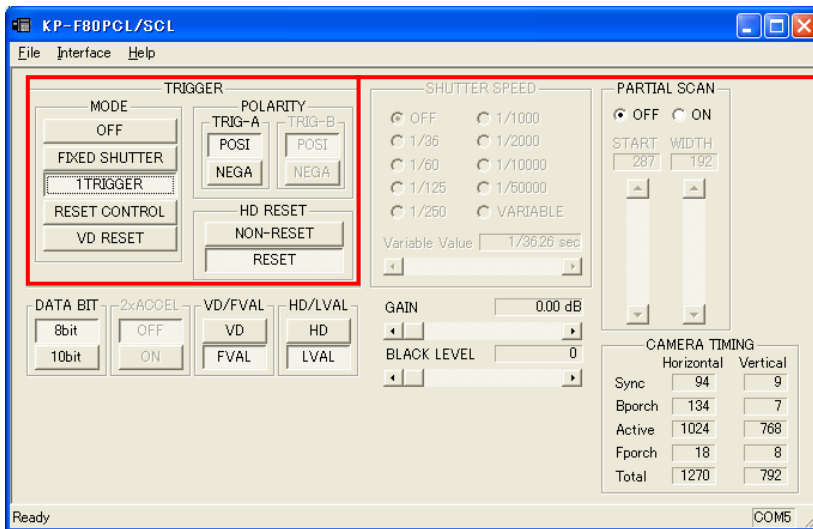 KP-F80PCL/SCL
File Interface Help
TRIGGER
MODE
OFF
FIXED SHUTTER
1TRIGGER
RESET CONTROL
VD RESET
POLARITY
TRIG-A
POSI
NEGA
TRIG-B
POSI
NEGA
HD RESET
NON-RESET
RESET
SHUTTER SPEED
OFF 1/1000
1/36 1/2000
1/60 1/10000
1/125 1/50000
1/250 VARIABLE
Variable Value 1/36.26 sec
PARTIAL SCAN
OFF ON
START WIDTH
287 192
DATA BIT
8bit
10bit
2xACCEL
OFF
ON
VD/FVAL
VD
FVAL
HD/LVAL
HD
LVAL
GAIN 0.00 dB
BLACK LEVEL 0
CAMERA TIMING
Horizontal Vertical
Sync 94 9
Bporch 134 7
Active 1024 768
Fporch 18 8
Total 1270 792
Ready COM5